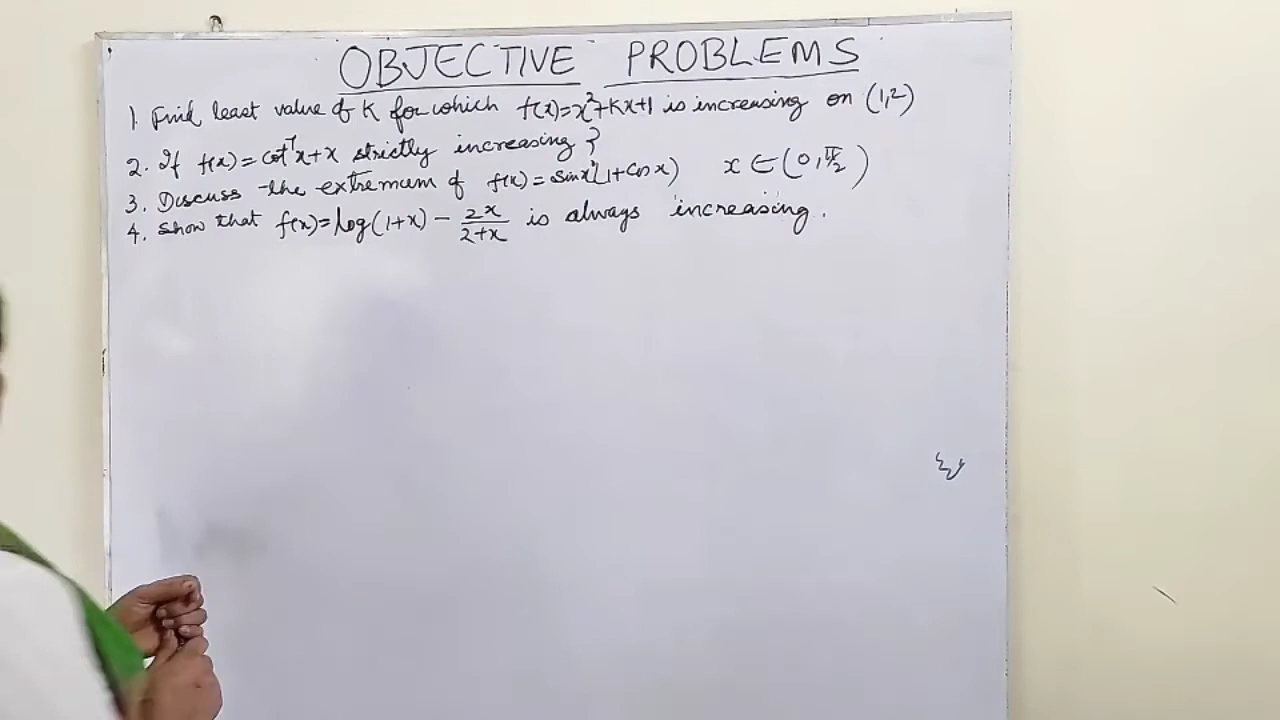 OBJECTIVE PROBLEMS
1. Find least value of K for which f(x)=x²+Kx+1 is increasing on (1,2)
2. If f(x) = cot⁻¹x+x strictly increasing?
3. Discuss the extremum of f(x) = sinx(1+cosx) x ∈ (0, π/2)
4. Show that f(x)=log(1+x) - 2x/2+x is always increasing.